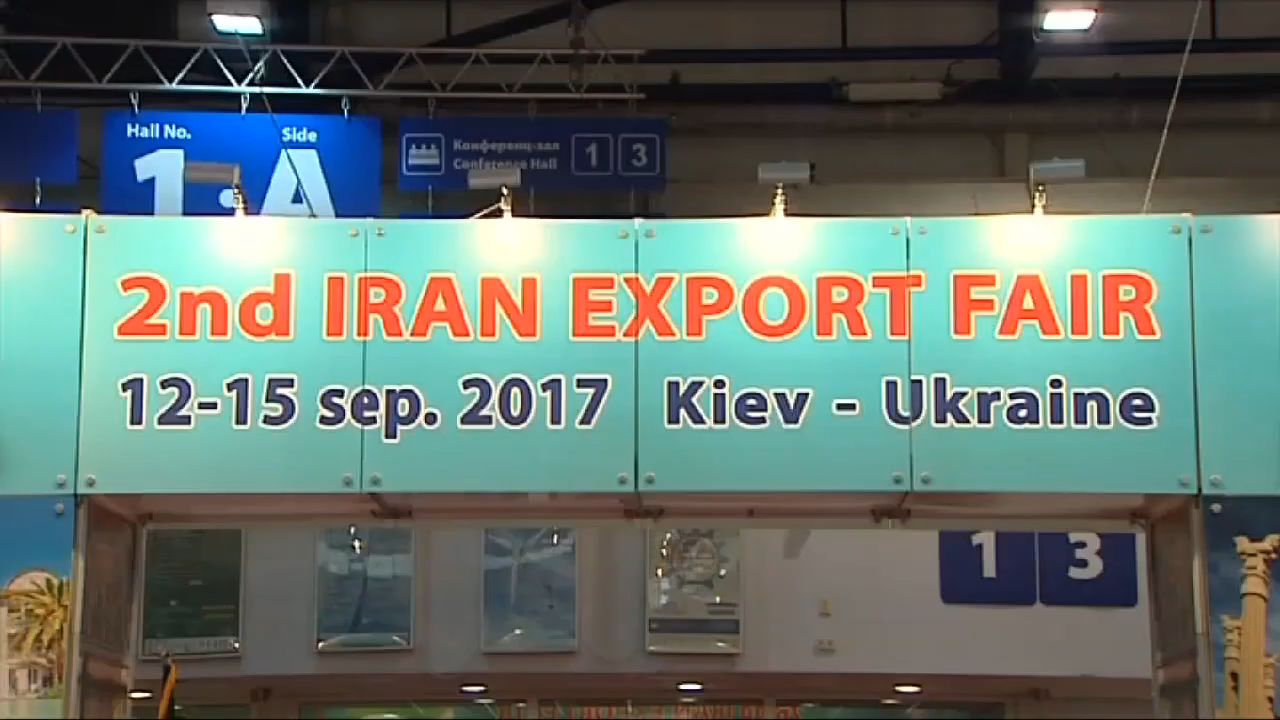 Hall No. Side
1·A
Конференц-зал
Conference Hall
1 3
2nd IRAN EXPORT FAIR
12-15 sep. 2017 Kiev - Ukraine
1 3